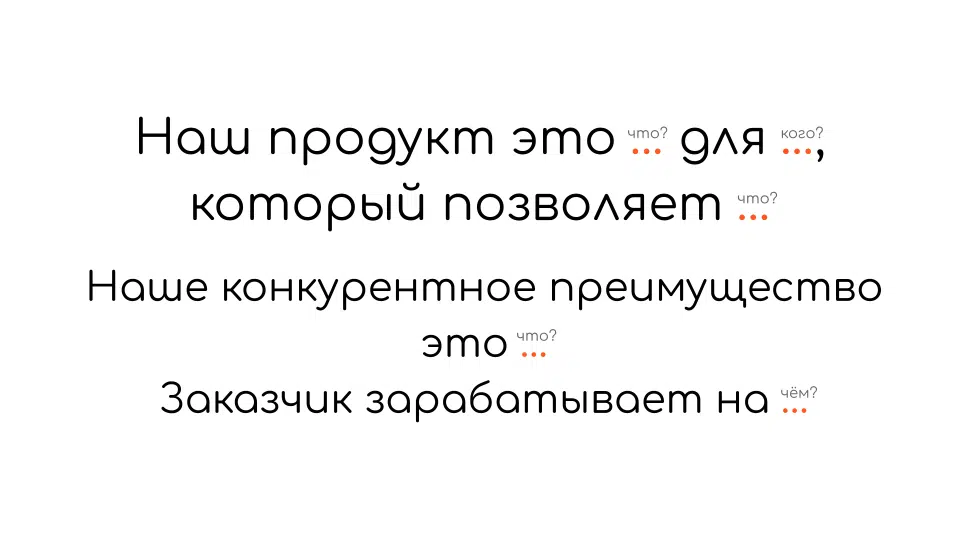 Наш продукт это что? ... для кого? ...,
который позволяет что? ...
Наше конкурентное преимущество
это что? ...
Заказчик зарабатывает на чём? ...